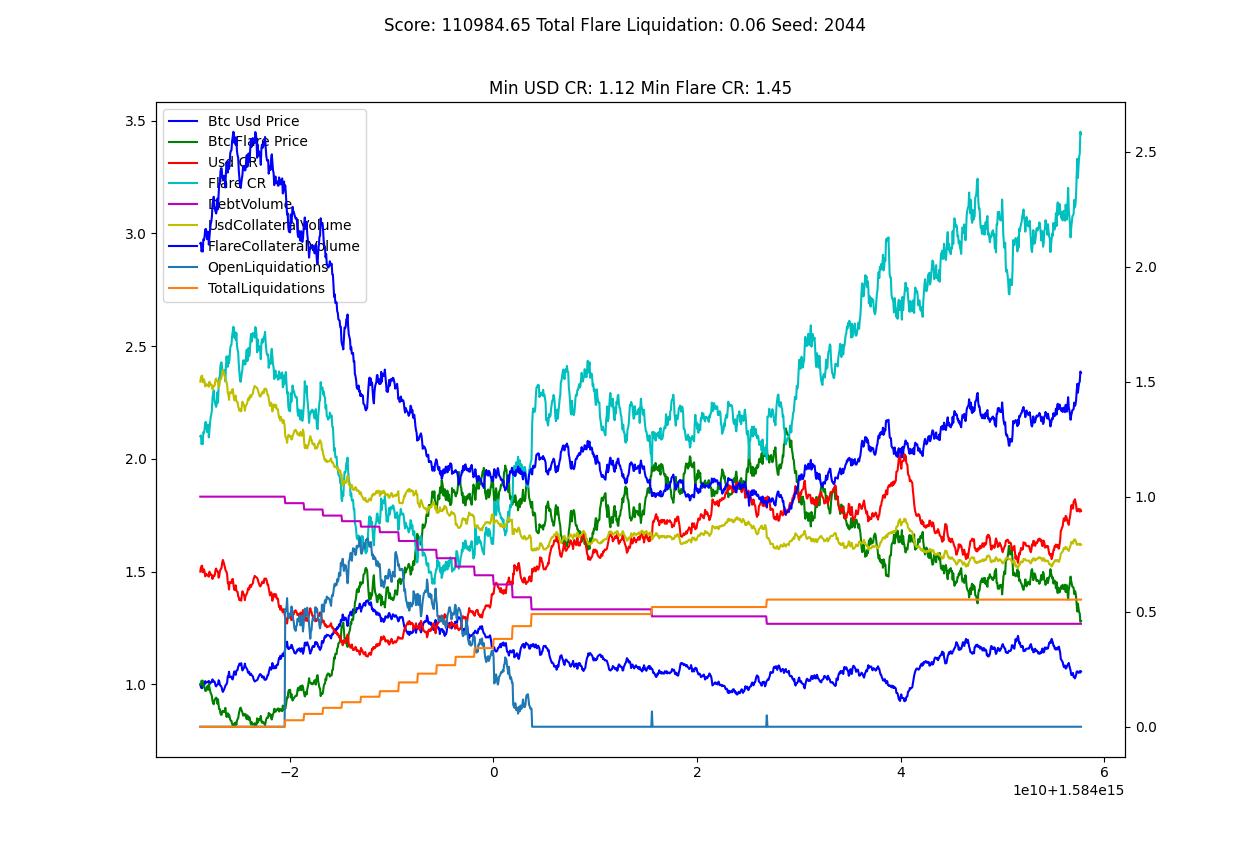 Score: 110984.65 Total Flare Liquidation: 0.06 Seed: 2044
Min USD CR: 1.12 Min Flare CR: 1.45
Btc Usd Price
Btc Flare Price
Usd CR
Flare CR
DebtVolume
UsdCollateralVolume
FlareCollateralVolume
OpenLiquidations
TotalLiquidations
3.5
3.0
2.5
2.0
1.5
1.0
2.5
2.0
1.5
1.0
0.5
0.0
−2 0 2 4 6
1e10+1.584e15